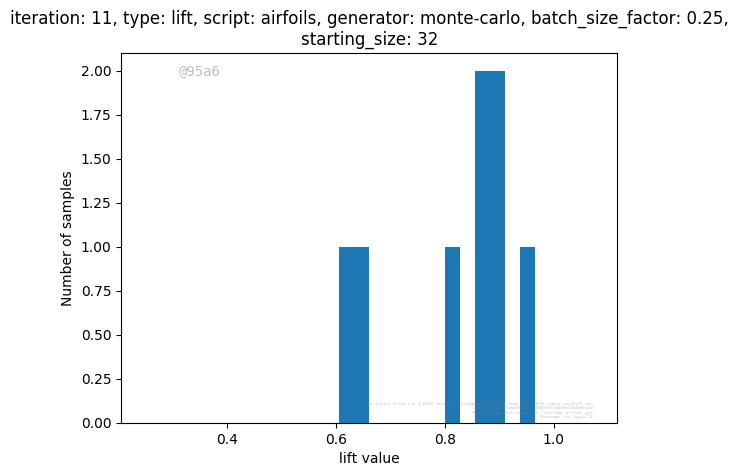 iteration: 11, type: lift, script: airfoils, generator: monte-carlo, batch_size_factor: 0.25,
starting_size: 32
@95a6
2.00
1.75
1.50
1.25
1.00
0.75
0.50
0.25
0.00
Number of samples
0.4 0.6 0.8 1.0
lift value